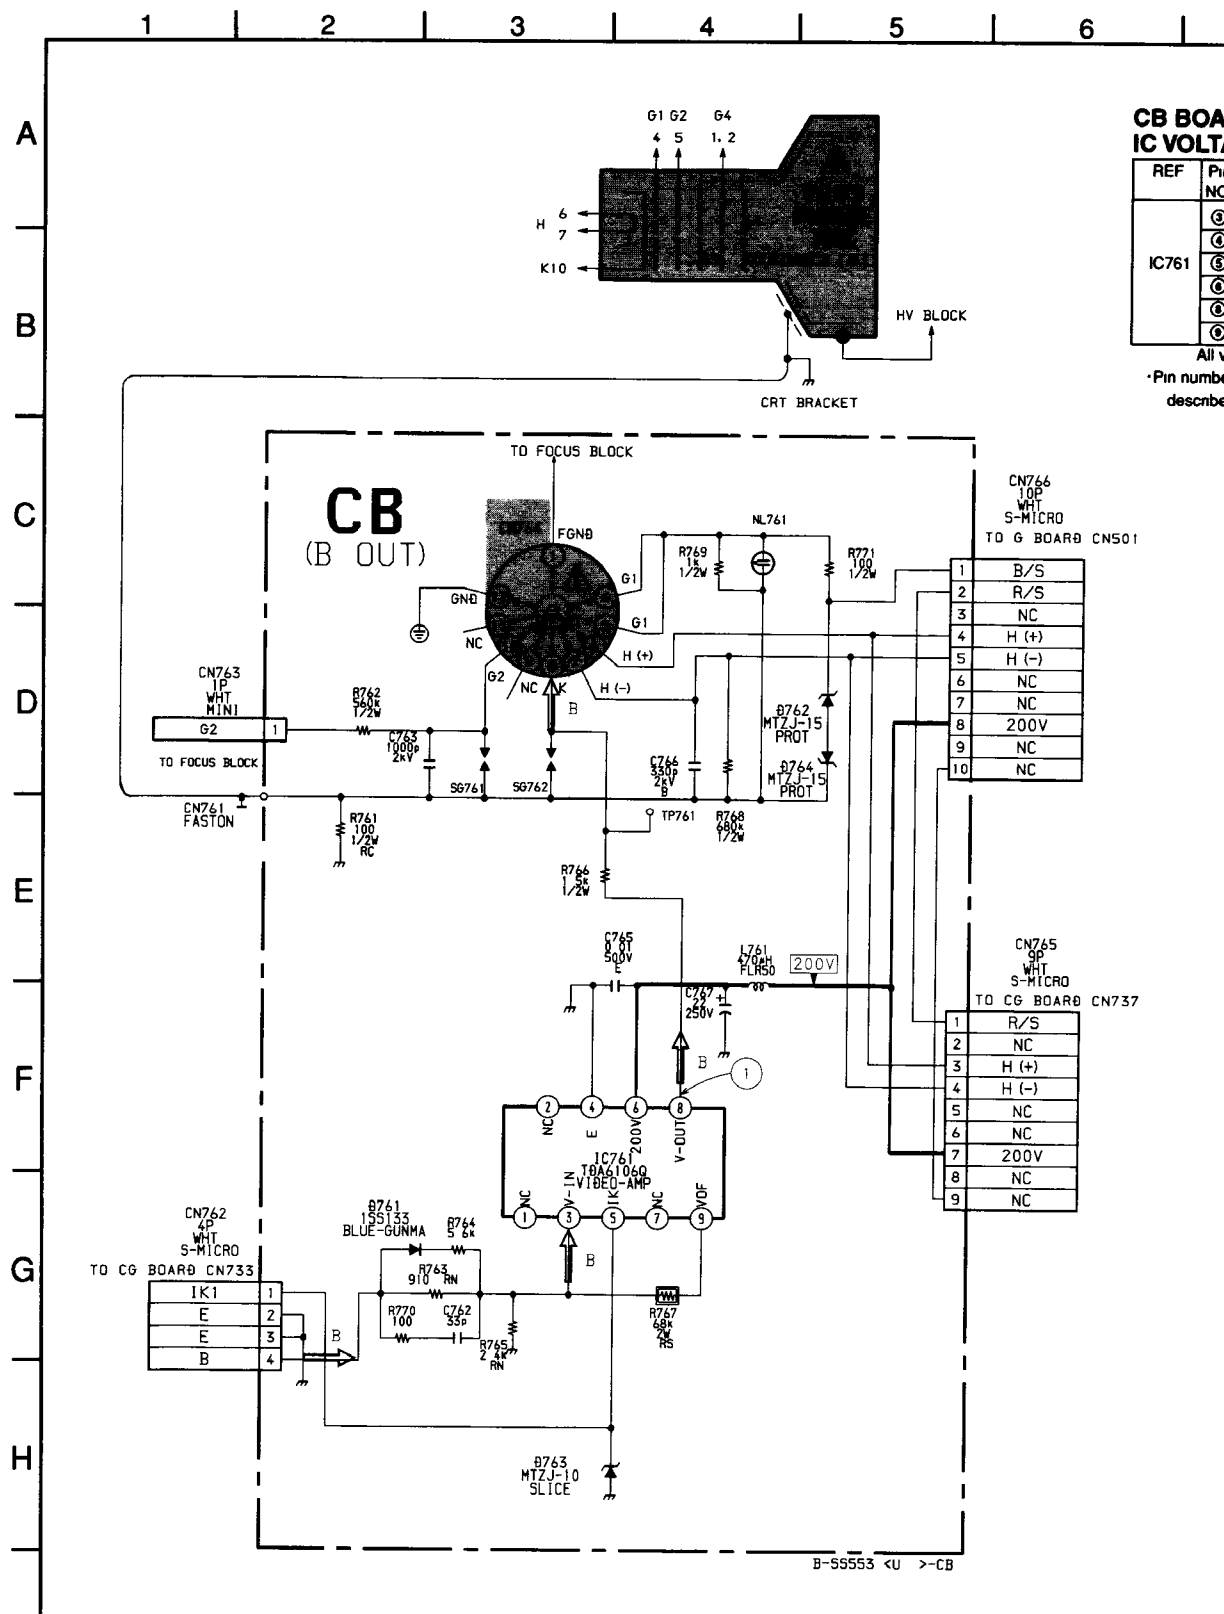 1 2 3 4 5 6
A
B
C
D
E
F
G
H
G1 G2 G4
4 5 1, 2
H 6
7
K10
HV BLOCK
CRT BRACKET
CB BOA
IC VOLTA
REF Pin
NO
IC761
3
4
5
6
8
9
All v
·Pin numbe
describe
CB
(B OUT)
TO FOCUS BLOCK
FGND
GND
NC
G2
NC
K
B
G1
G1
H (+)
H (-)
R769
1k
1/2W
NL761
R771
100
1/2W
CN766
10P
WHT
S-MICRO
TO G BOARD CN501
1 B/S
2 R/S
3 NC
4 H (+)
5 H (-)
6 NC
7 NC
8 200V
9 NC
10 NC
CN763
1P
WHT
MINI
G2 1
TO FOCUS BLOCK
R762
560k
1/2W
C763
1000p
2kV
SG761
SG762
C766
330p
2kV
B
R768
680k
1/2W
D762
MTZJ-15
PROT
D764
MTZJ-15
PROT
TP761
CN761
FASTON
R761
100
1/2W
RC
R766
1.5k
1/2W
C765
0.01
500V
E
L761
470µH
FLR50
200V
C767
22
250V
+
B
1
CN765
9P
WHT
S-MICRO
TO CG BOARD CN737
1 R/S
2 NC
3 H (+)
4 H (-)
5 NC
6 NC
7 200V
8 NC
9 NC
2 4 6 8
NC E 200V V-OUT
IC761
TDA6106Q
VIDEO-AMP
NC V-IN IK NC VOF
1 3 5 7 9
B
D761
1SS133
BLUE-GUNMA
R764
5.6k
R763
910 RN
R770
100
C762
33p
R765
2.4k
RN
R767
68k
2W
RS
CN762
4P
WHT
S-MICRO
TO CG BOARD CN733
IK1 1
E 2
E 3
B 4
B
D763
MTZJ-10
SLICE
B-SS553 <U >-CB